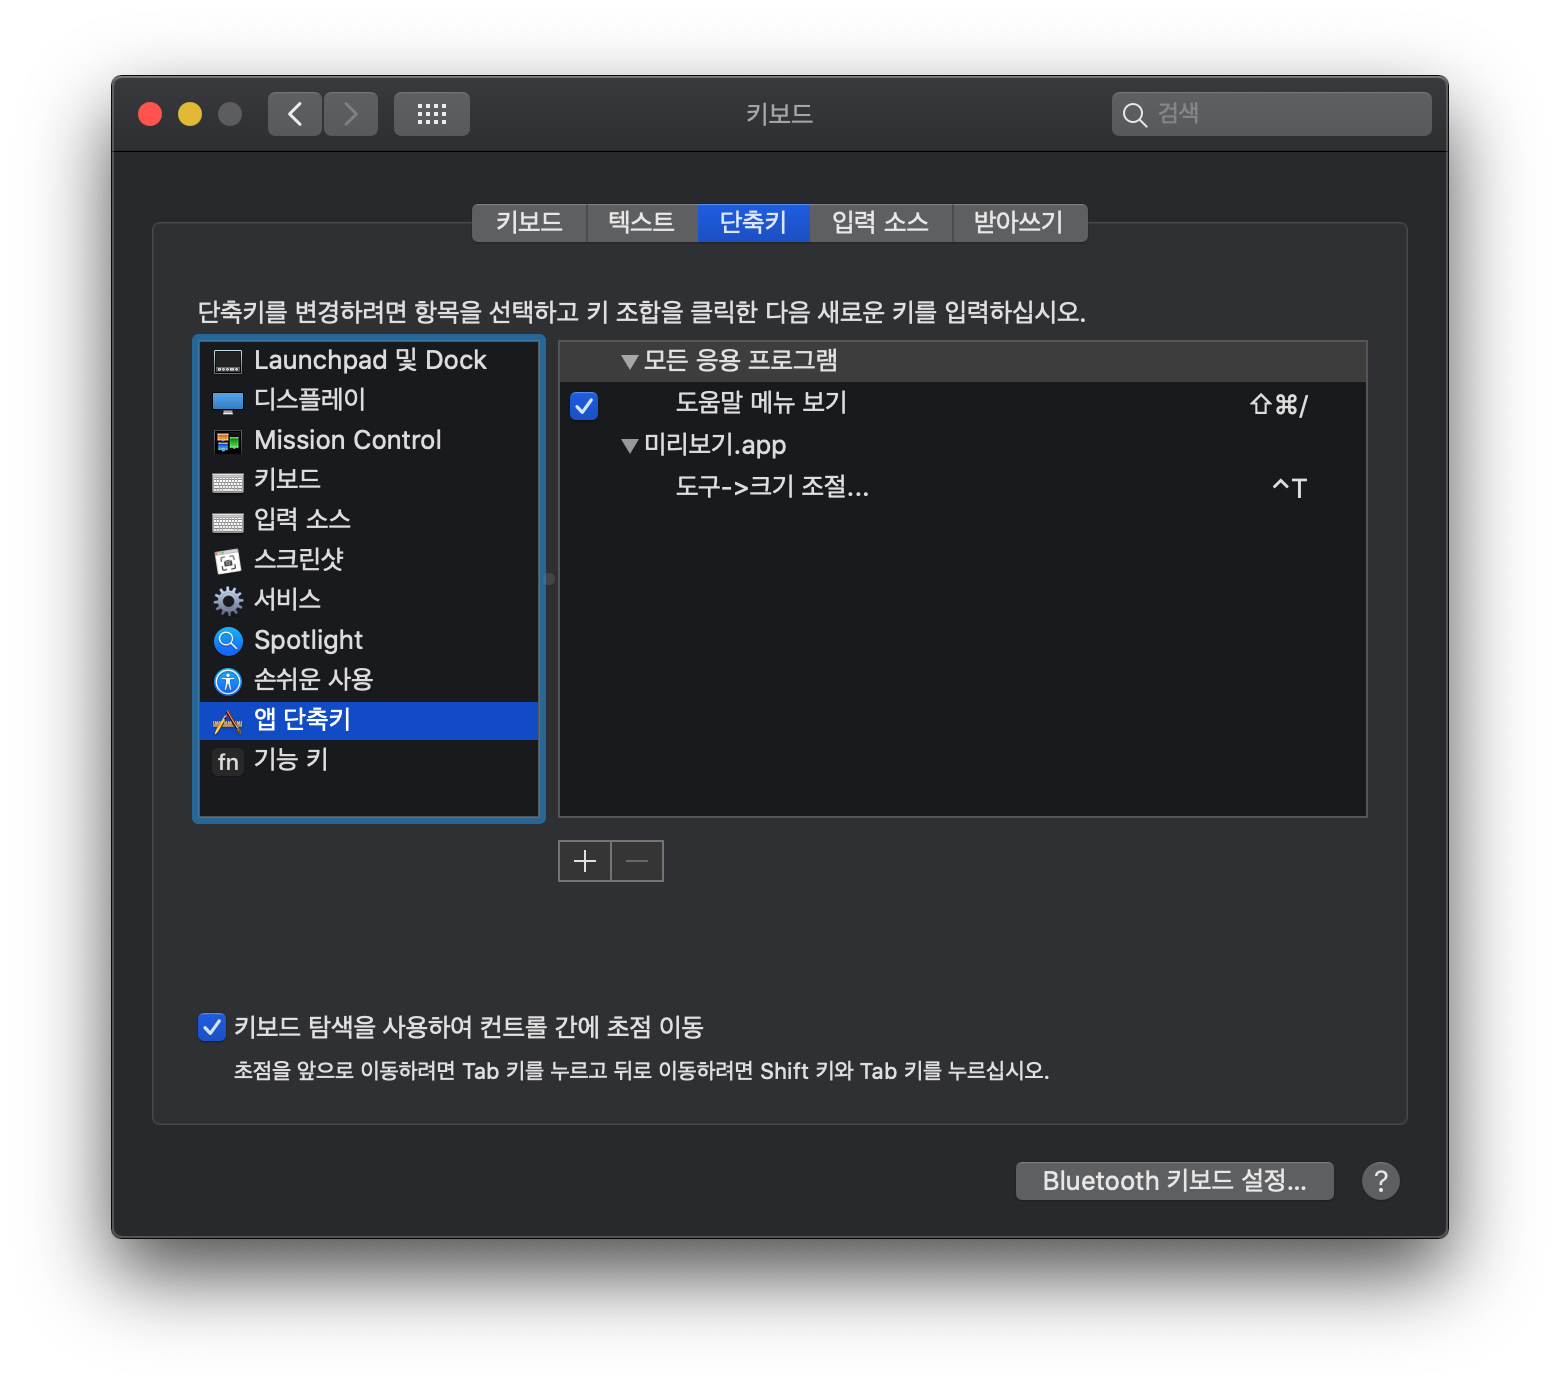 키보드
검색
키보드 텍스트 단축키 입력 소스 받아쓰기
단축키를 변경하려면 항목을 선택하고 키 조합을 클릭한 다음 새로운 키를 입력하십시오.
Launchpad 및 Dock
디스플레이
Mission Control
키보드
입력 소스
스크린샷
서비스
Spotlight
손쉬운 사용
앱 단축키
fn 기능 키
모든 응용 프로그램
도움말 메뉴 보기 ⇧⌘/
미리보기.app
도구->크기 조절... ^T
키보드 탐색을 사용하여 컨트롤 간에 초점 이동
초점을 앞으로 이동하려면 Tab 키를 누르고 뒤로 이동하려면 Shift 키와 Tab 키를 누르십시오.
Bluetooth 키보드 설정... ?